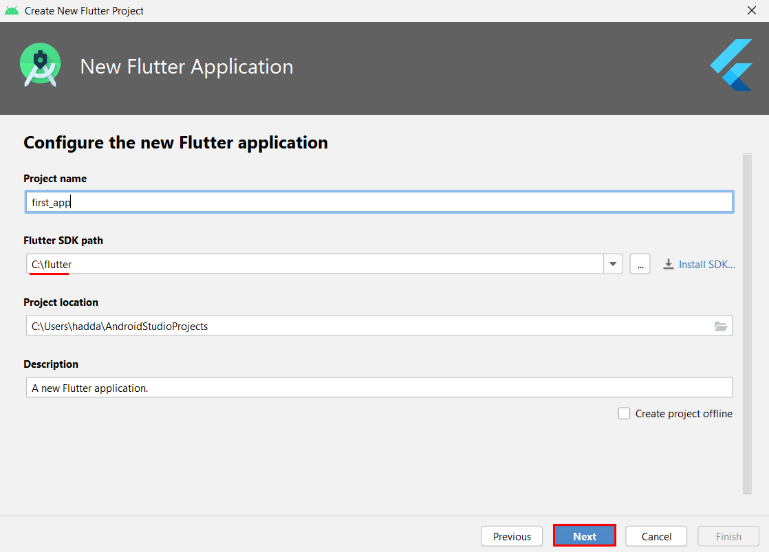 Create New Flutter Project
New Flutter Application
Configure the new Flutter application
Project name
first_app
Flutter SDK path
C:\flutter
...
Install SDK...
Project location
C:\Users\hadda\AndroidStudioProjects
Description
A new Flutter application.
Create project offline
Previous
Next
Cancel
Finish